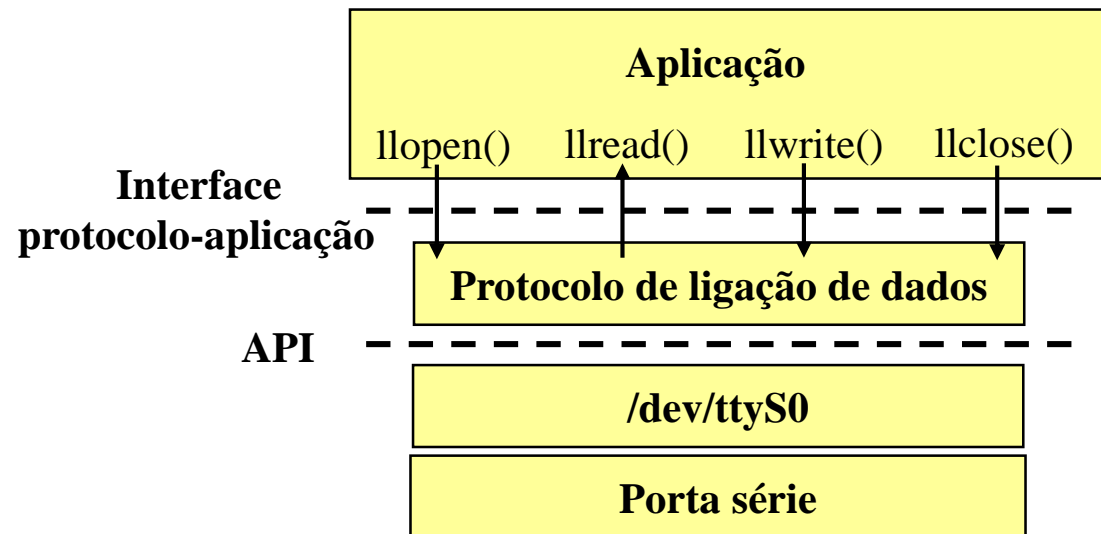 Aplicação
llopen() llread() llwrite() llclose()
Interface
protocolo-aplicação
Protocolo de ligação de dados
API
/dev/ttyS0
Porta série